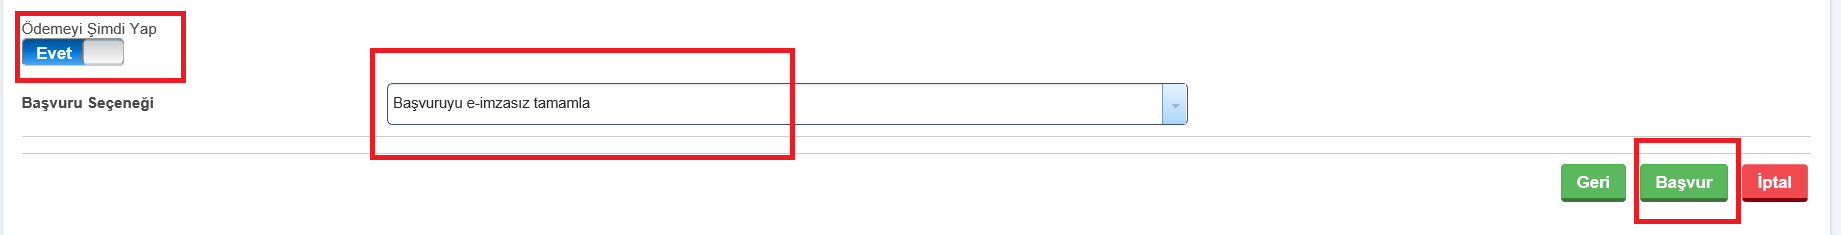 Ödemeyi Şimdi Yap
Evet
Başvuru Seçeneği
Başvuruyu e-imzasız tamamla
Geri
Başvur
İptal